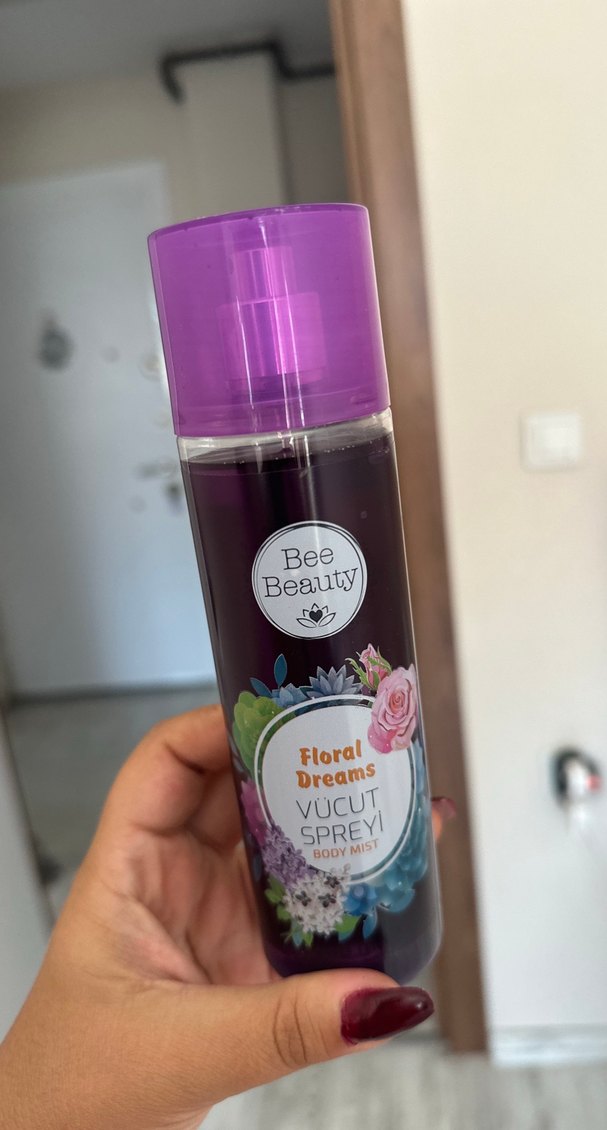 Bee
Beauty
Floral
Dreams
VÜCUT
SPREYİ
BODY MIST